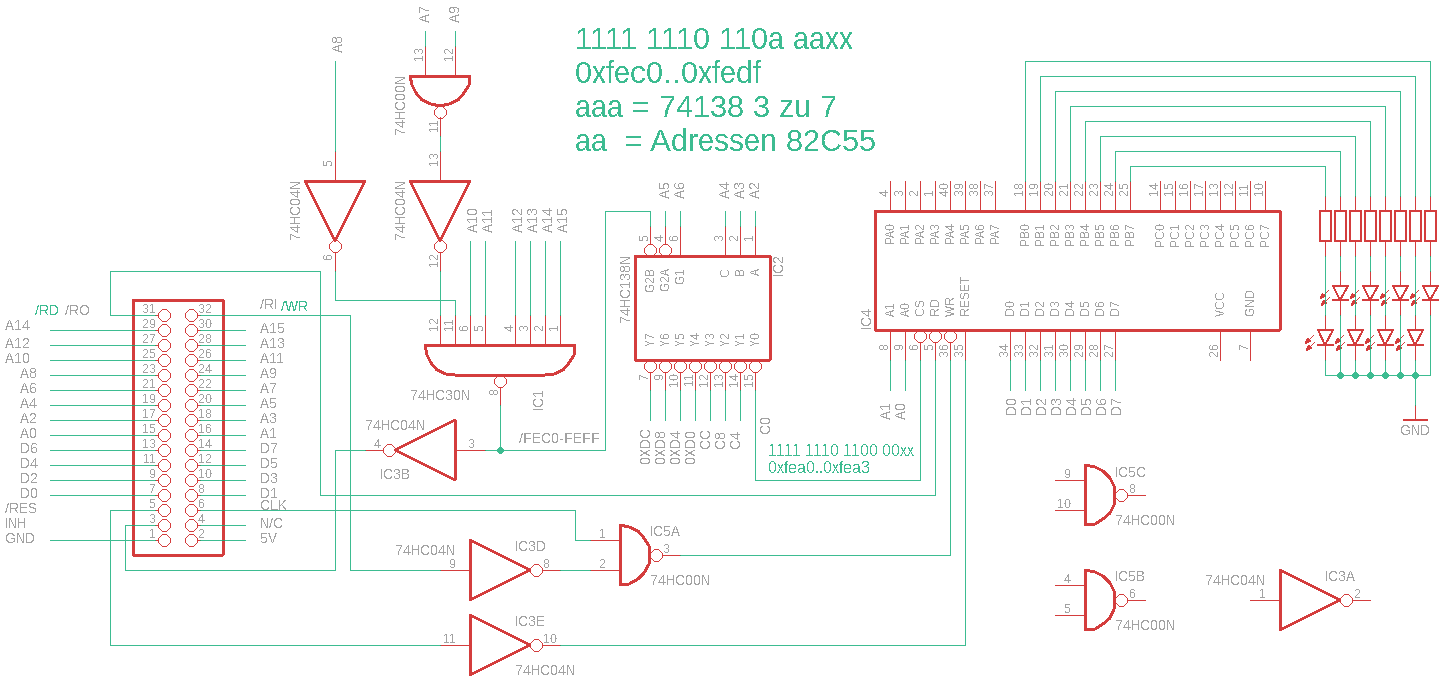 1111 1110 110a aaxx
0xfec0..0xfedf
aaa = 74138 3 zu 7
aa = Adressen 82C55
A7 A9
A8
13 12
74HC00N
11
5
13
74HC04N
74HC04N
6
12
A10 A11 A12 A13 A14 A15
12 11 6 5 4 3 2 1
74HC30N
8
IC1
A5 A6 A4 A3 A2
5 4 6 3 2 1
IC2
G2B G2A G1 C B A
74HC138N
Y7 Y6 Y5 Y4 Y3 Y2 Y1 Y0
7 9 10 11 12 13 14 15
0XDC 0XD8 0XD4 0XD0 CC C8 C4 C0
1111 1110 1100 00xx
0xfea0..0xfea3
4 3 2 1 40 39 38 37 18 19 20 21 22 23 24 25 14 15 16 17 13 12 11 10
PA0 PA1 PA2 PA3 PA4 PA5 PA6 PA7 PB0 PB1 PB2 PB3 PB4 PB5 PB6 PB7 PC0 PC1 PC2 PC3 PC4 PC5 PC6 PC7
IC4
A1 A0 CS RD WR RESET D0 D1 D2 D3 D4 D5 D6 D7 VCC GND
8 9 6 5 36 35 34 33 32 31 30 29 28 27 26 7
A1 A0 D0 D1 D2 D3 D4 D5 D6 D7
GND
/RD /RO 31 32 /RI /WR
A14 29 30 A15
A12 27 28 A13
A10 25 26 A11
A8 23 24 A9
A6 21 22 A7
A4 19 20 A5
A2 17 18 A3
A0 15 16 A1
D6 13 14 D7
D4 11 12 D5
D2 9 10 D3
D0 7 8 D1
/RES 5 6 CLK
INH 3 4 N/C
GND 1 2 5V
74HC04N
4 3
IC3B
/FEC0-FEFF
74HC04N
IC3D
9 8
IC5A
1
2
3
74HC00N
IC3E
11 10
74HC04N
9
10
IC5C
8
74HC00N
4
5
IC5B
6
74HC00N
74HC04N
IC3A
1 2